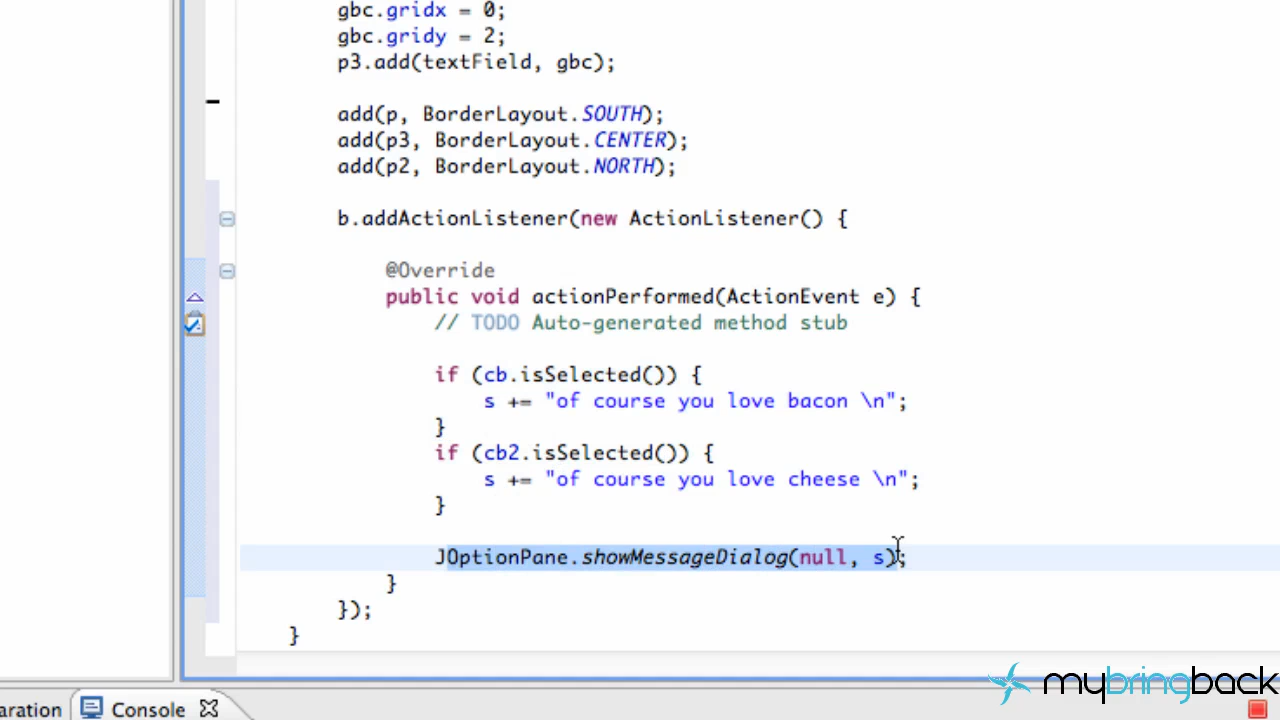 gbc.gridx = 0;
gbc.gridy = 2;
p3.add(textField, gbc);
add(p, BorderLayout.SOUTH);
add(p3, BorderLayout.CENTER);
add(p2, BorderLayout.NORTH);
b.addActionListener(new ActionListener() {
@Override
public void actionPerformed(ActionEvent e) {
// TODO Auto-generated method stub
if (cb.isSelected()) {
s += "of course you love bacon \n";
}
if (cb2.isSelected()) {
s += "of course you love cheese \n";
}
JOptionPane.showMessageDialog(null, s);
}
});
}
mybringback
aration Console